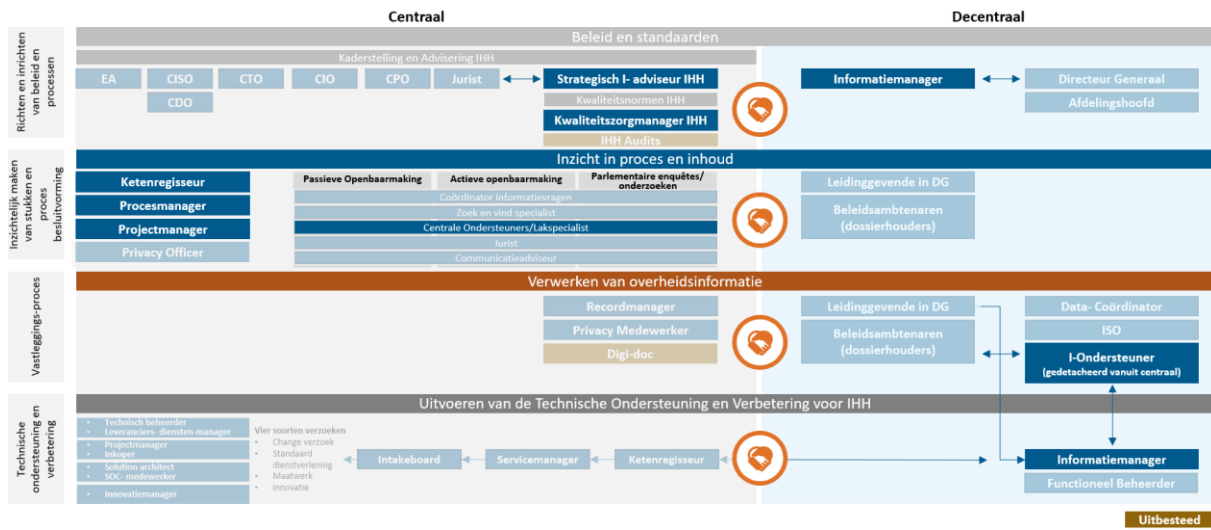 Centraal
Decentraal
Richten en inrichten
van beleid en
processen
Beleid en standaarden
Kaderstelling en Advisering IHH
EA
CISO
CTO
CIO
CPO
Jurist
Strategisch I- adviseur IHH
Informatiemanager
Directeur Generaal
CDO
Kwaliteitsnormen IHH
Afdelingshoofd
Kwaliteitszorgmanager IHH
IHH Audits
Inzichtelijk maken
van stukken en
proces
besluitvorming
Inzicht in proces en inhoud
Ketenregisseur
Procesmanager
Projectmanager
Privacy Officer
Passieve Openbaarmaking
Actieve openbaarmaking
Parlementaire enquêtes/
onderzoeken
Coördinator informatievragen
Zoek en vind specialist
Centrale Ondersteuners/Lakspecialist
Jurist
Communicatieadviseur
Leidinggevende in DG
Beleidsambtenaren
(dossierhouders)
Vastleggings-proces
Verwerken van overheidsinformatie
Recordmanager
Privacy Medewerker
Digi-doc
Leidinggevende in DG
Beleidsambtenaren
(dossierhouders)
Data- Coördinator
ISO
I-Ondersteuner
(gedetacheerd vanuit centraal)
Technische
ondersteuning en
verbetering
Uitvoeren van de Technische Ondersteuning en Verbetering voor IHH
• Technisch beheerder
• Leveranciers- diensten-manager
• Projectmanager
• Inkoper
• Solution architect
• SOC- medewerker
• Innovatiemanager
Vier soorten verzoeken
• Change verzoek
• Standaard
dienstverlening
• Maatwerk
• innovatie
Intakeboard
Servicemanager
Ketenregisseur
Informatiemanager
Functioneel Beheerder
Uitbesteed